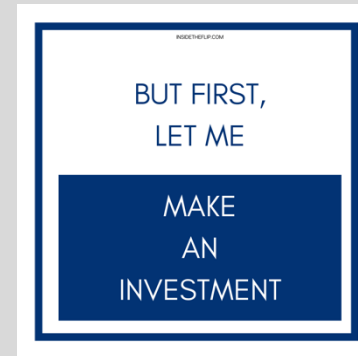 INSIDETHEFLIP.COM
BUT FIRST,
LET ME
MAKE
AN
INVESTMENT